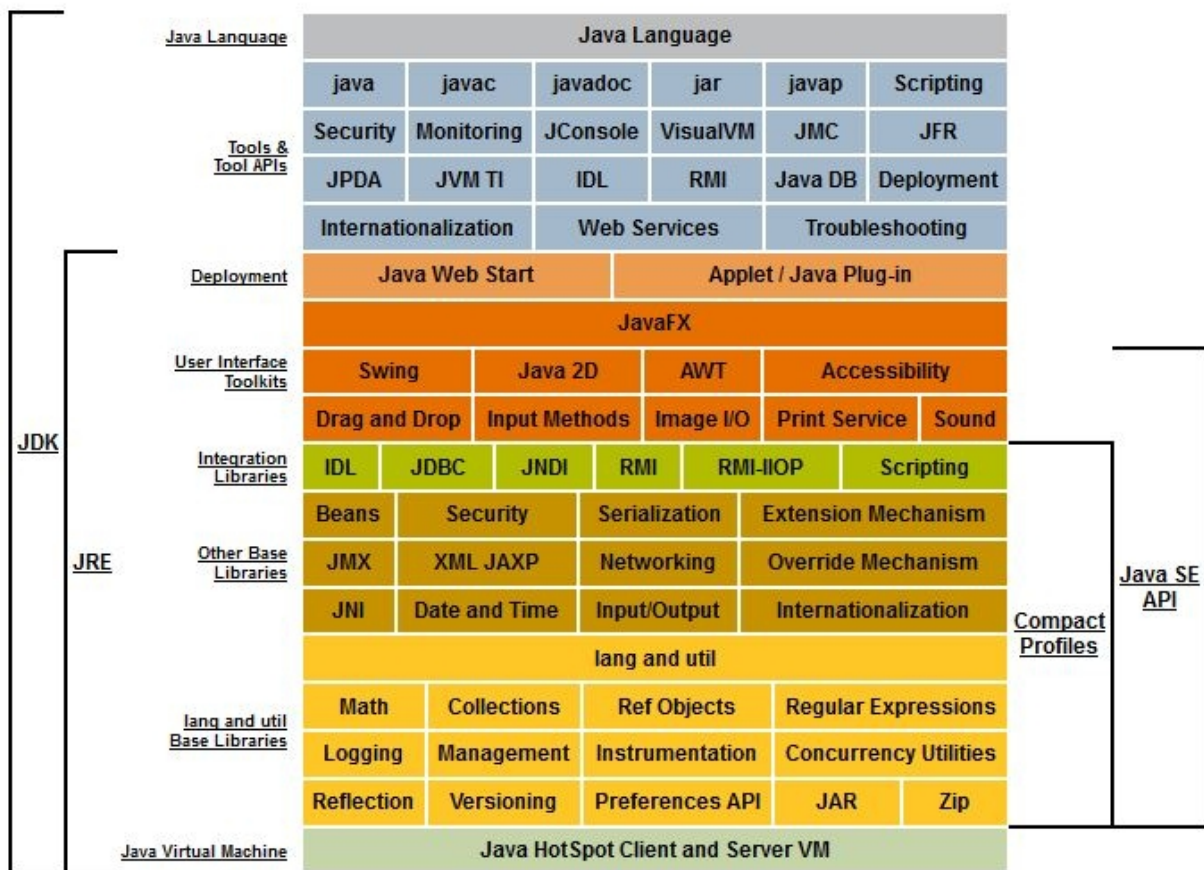 Java Language
Java Language
java javac javadoc jar javap Scripting
Security Monitoring JConsole VisualVM JMC JFR
Tools &
Tool APIs
JPDA JVM TI IDL RMI Java DB Deployment
Internationalization Web Services Troubleshooting
Deployment
Java Web Start Applet / Java Plug-in
JavaFX
User Interface
Toolkits
Swing Java 2D AWT Accessibility
Drag and Drop Input Methods Image I/O Print Service Sound
JDK
Integration
Libraries
IDL JDBC JNDI RMI RMI-IIOP Scripting
Beans Security Serialization Extension Mechanism
JRE
Other Base
Libraries
JMX XML JAXP Networking Override Mechanism
Java SE
API
JNI Date and Time Input/Output Internationalization
Compact
Profiles
lang and util
lang and util
Base Libraries
Math Collections Ref Objects Regular Expressions
Logging Management Instrumentation Concurrency Utilities
Reflection Versioning Preferences API JAR Zip
Java Virtual Machine
Java HotSpot Client and Server VM